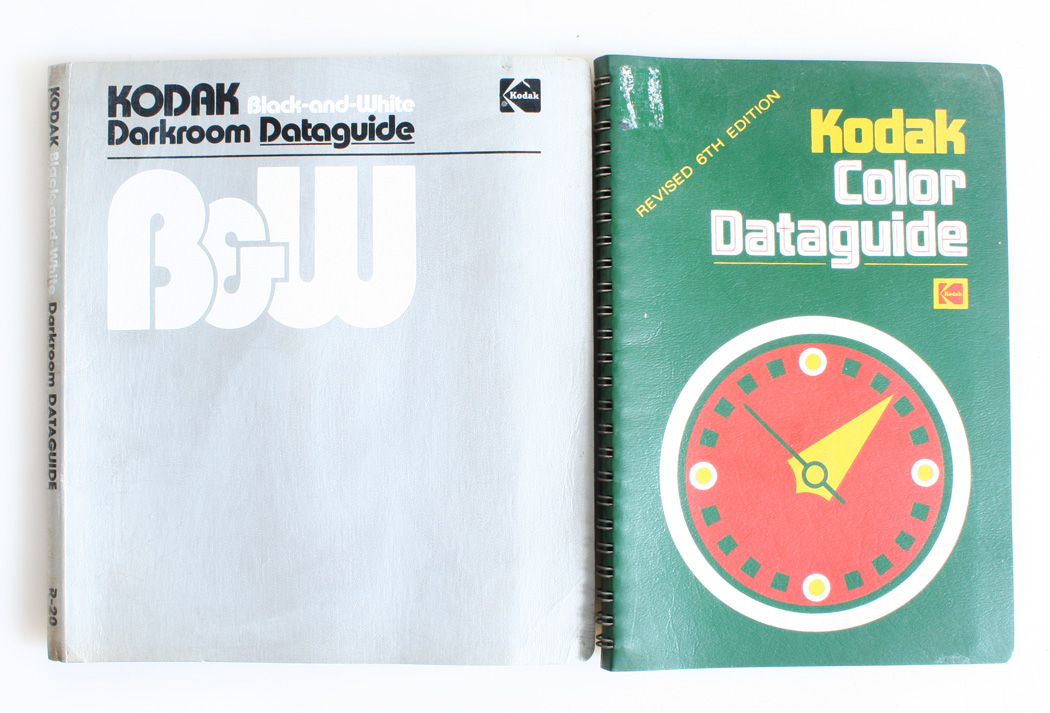 KODAK Black-and-White
Darkroom Dataguide
Kodak
B&W
KODAK Black-and-White Darkroom DATAGUIDE
R-20
REVISED 6TH EDITION
Kodak
Color
Dataguide
Kodak